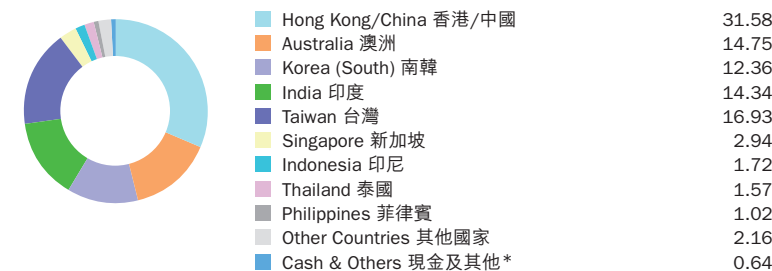 Hong Kong/China 香港/中國 31.58
Australia 澳洲 14.75
Korea (South) 南韓 12.36
India 印度 14.34
Taiwan 台灣 16.93
Singapore 新加坡 2.94
Indonesia 印尼 1.72
Thailand 泰國 1.57
Philippines 菲律賓 1.02
Other Countries 其他國家 2.16
Cash & Others 現金及其他* 0.64